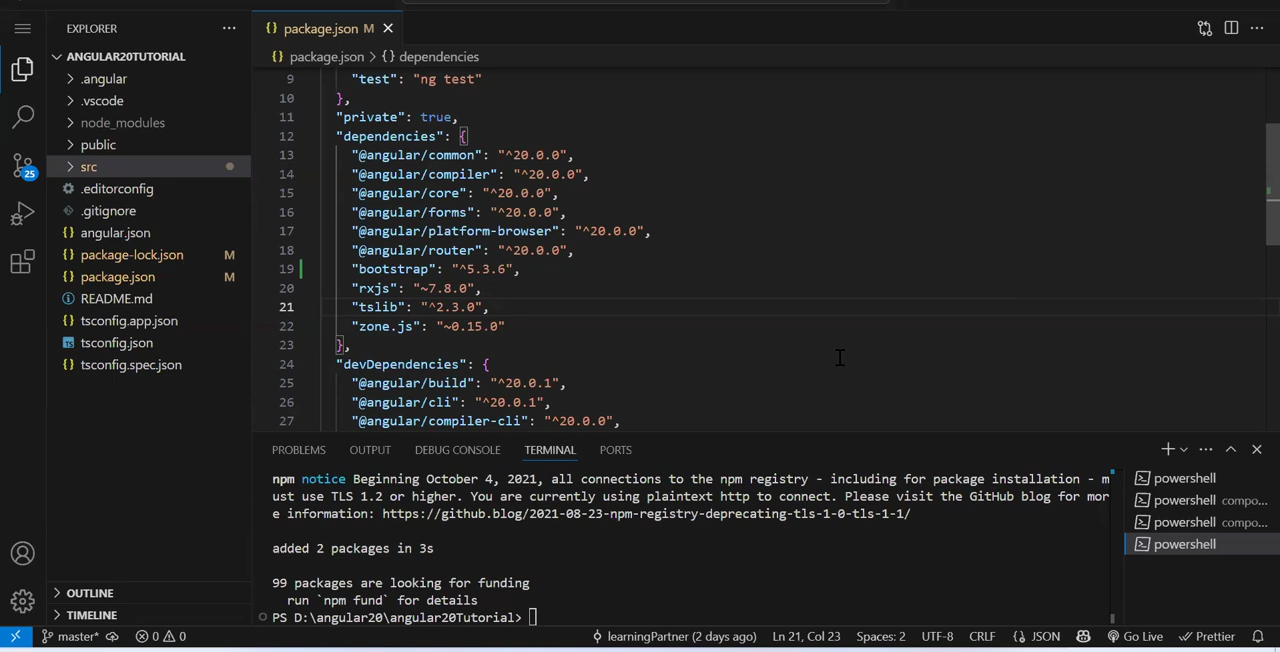 EXPLORER
ANGULAR20TUTORIAL
.angular
.vscode
node_modules
public
src
.editorconfig
.gitignore
{} angular.json
{} package-lock.json M
{} package.json M
README.md
{} tsconfig.app.json
TS tsconfig.json
{} tsconfig.spec.json
OUTLINE
TIMELINE
25
{} package.json M
{} package.json > {} dependencies
9 "test": "ng test"
10 },
11 "private": true,
12 "dependencies": {
13 "@angular/common": "^20.0.0",
14 "@angular/compiler": "^20.0.0",
15 "@angular/core": "^20.0.0",
16 "@angular/forms": "^20.0.0",
17 "@angular/platform-browser": "^20.0.0",
18 "@angular/router": "^20.0.0",
19 "bootstrap": "^5.3.6",
20 "rxjs": "~7.8.0",
21 "tslib": "^2.3.0",
22 "zone.js": "~0.15.0"
23 },
24 "devDependencies": {
25 "@angular/build": "^20.0.1",
26 "@angular/cli": "^20.0.1",
27 "@angular/compiler-cli": "^20.0.0",
PROBLEMS OUTPUT DEBUG CONSOLE TERMINAL PORTS
npm notice Beginning October 4, 2021, all connections to the npm registry - including for package installation - m
ust use TLS 1.2 or higher. You are currently using plaintext http to connect. Please visit the GitHub blog for mor
e information: https://github.blog/2021-08-23-npm-registry-deprecating-tls-1-0-tls-1-1/
added 2 packages in 3s
99 packages are looking for funding
run `npm fund` for details
PS D:\angular20\angular20Tutorial>
powershell
powershell compo...
powershell compo...
powershell
master* 0 0 learningPartner (2 days ago) Ln 21, Col 23 Spaces: 2 UTF-8 CRLF {} JSON Go Live Prettier